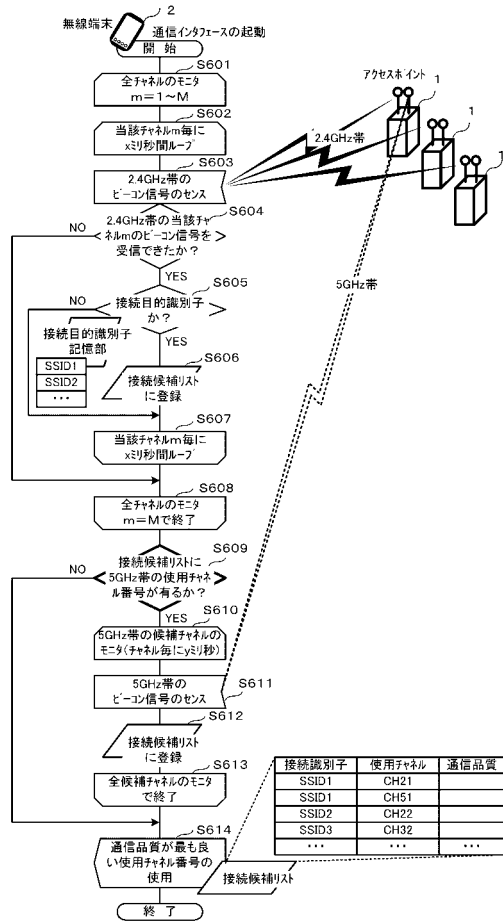 無線端末
2
通信インタフェースの起動
開始
S601
全チャネルのモニタ
m＝1～M
S602
当該チャネルm毎に
xミリ秒間ループ
S603
2.4GHz帯の
ビーコン信号のセンス
S604
2.4GHz帯の当該チャ
ネルmのビーコン信号を
受信できたか？
NO
YES
S605
接続目的識別子
か？
NO
YES
接続目的識別子
記憶部
SSID1
SSID2
･･･
S606
接続候補リスト
に登録
S607
当該チャネルm毎に
xミリ秒間ループ
S608
全チャネルのモニタ
m＝Mで終了
S609
接続候補リストに
5GHz帯の使用チャネ
ル番号が有るか？
NO
YES
S610
5GHz帯の候補チャネルの
モニタ(チャネル毎にyミリ秒)
5GHz帯の
ビーコン信号のセンス
S611
S612
接続候補リスト
に登録
S613
全候補チャネルのモニタ
で終了
S614
通信品質が最も良
い使用チャネル番号の
使用
終了
アクセスポイント
1
1
1
2.4GHz帯
5GHz帯
接続識別子 使用チャネル 通信品質
SSID1 CH21
SSID1 CH51
SSID2 CH22
SSID3 CH32
･･･ ･･･ ･･･
接続候補リスト